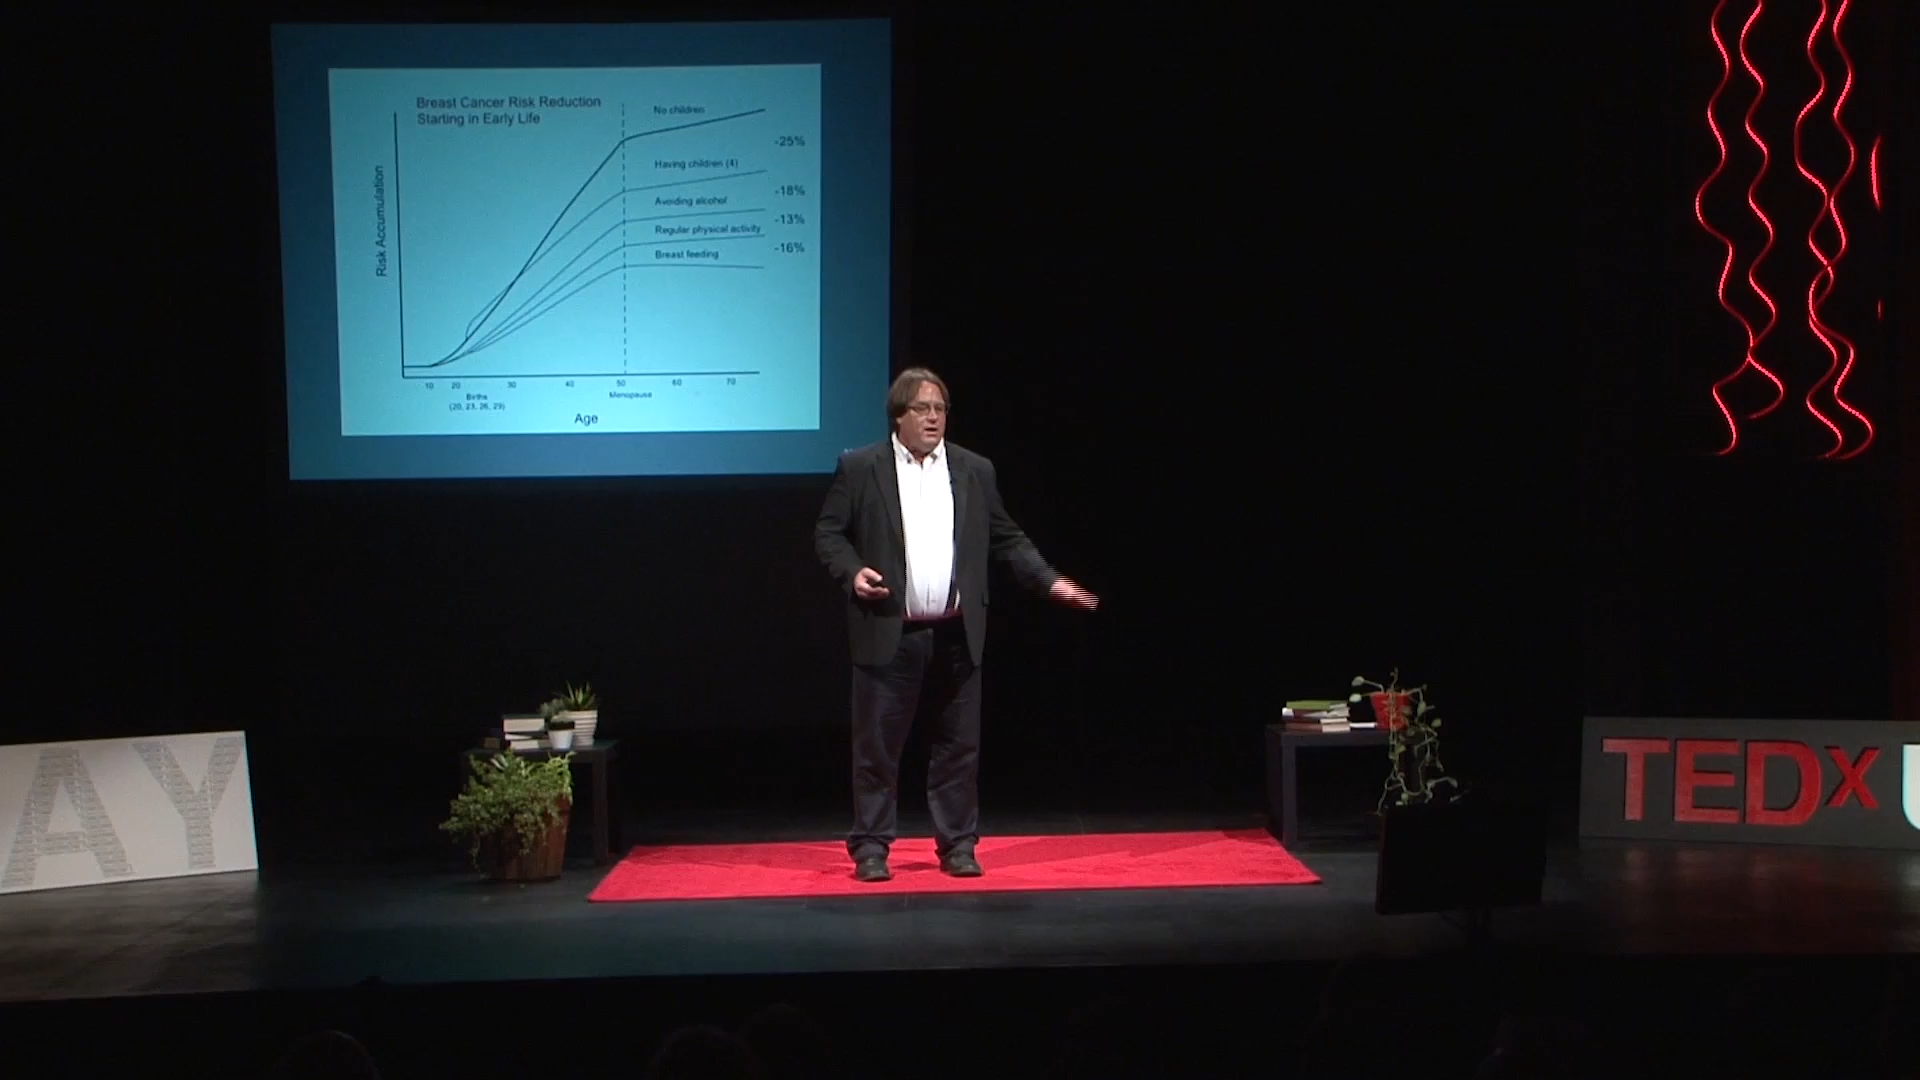 Breast Cancer Risk Reduction
Starting in Early Life
No children
-25%
Having children (4)
-18%
Avoiding alcohol
-13%
Regular physical activity
-16%
Breast feeding
Risk Accumulation
10 20 30 40 50 60 70
Births
(20, 23, 26, 29)
Menopause
Age
AY
TEDx